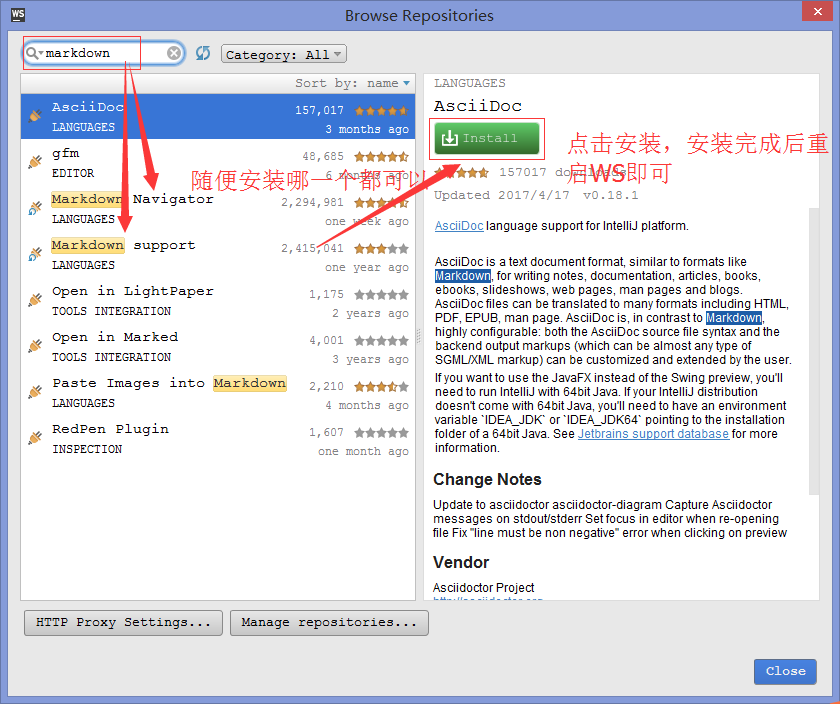 WS
Browse Repositories
markdown
Category: All
Sort by: name
AsciiDoc
157,017
LANGUAGES
3 months ago
gfm
48,685
EDITOR
6 months ago
Markdown Navigator
2,294,981
LANGUAGES
one week ago
Markdown support
2,415,041
LANGUAGES
one year ago
Open in LightPaper
1,175
TOOLS INTEGRATION
2 years ago
Open in Marked
4,001
TOOLS INTEGRATION
3 years ago
Paste Images into Markdown
2,210
LANGUAGES
4 months ago
RedPen Plugin
1,607
INSPECTION
one month ago
随便安装哪一个都可以
LANGUAGES
AsciiDoc
Install
点击安装，安装完成后重
启WS即可
157017 downloads
Updated 2017/4/17 v0.18.1
AsciiDoc language support for IntelliJ platform.
AsciiDoc is a text document format, similar to formats like
Markdown, for writing notes, documentation, articles, books,
ebooks, slideshows, web pages, man pages and blogs.
AsciiDoc files can be translated to many formats including HTML,
PDF, EPUB, man page. AsciiDoc is, in contrast to Markdown,
highly configurable: both the AsciiDoc source file syntax and the
backend output markups (which can be almost any type of
SGML/XML markup) can be customized and extended by the user.
If you want to use the JavaFX instead of the Swing preview, you'll
need to run IntelliJ with 64bit Java. If your IntelliJ distribution
doesn't come with 64bit Java, you'll need to have an environment
variable `IDEA_JDK` or `IDEA_JDK64` pointing to the installation
folder of a 64bit Java. See Jetbrains support database for more
information.
Change Notes
Update to asciidoctor asciidoctor-diagram Capture Asciidoctor
messages on stdout/stderr Set focus in editor when re-opening
file Fix "line must be non negative" error when clicking on preview
Vendor
Asciidoctor Project
HTTP Proxy Settings...
Manage repositories...
Close